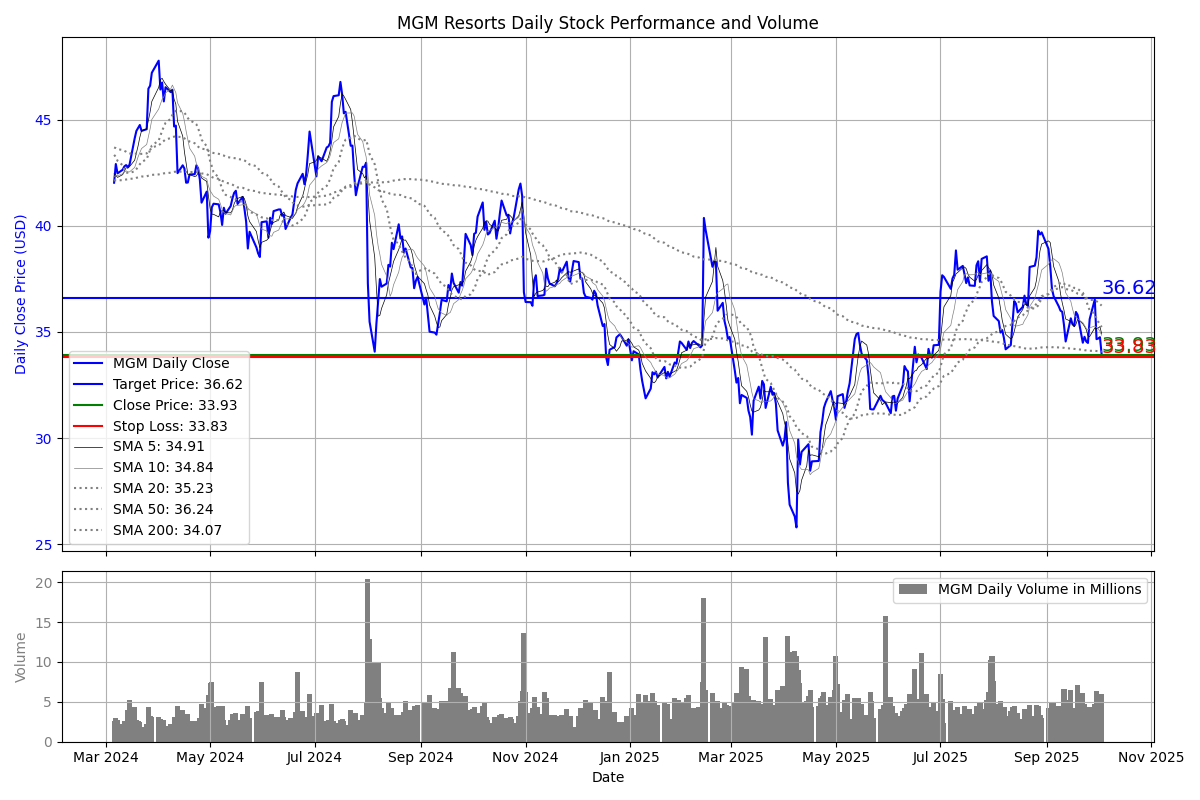 MGM Resorts Daily Stock Performance and Volume
Daily Close Price (USD)
45
40
35
30
25
36.62
33.93
33.83
MGM Daily Close
Target Price: 36.62
Close Price: 33.93
Stop Loss: 33.83
SMA 5: 34.91
SMA 10: 34.84
SMA 20: 35.23
SMA 50: 36.24
SMA 200: 34.07
Volume
20
15
10
5
0
MGM Daily Volume in Millions
Mar 2024 May 2024 Jul 2024 Sep 2024 Nov 2024 Jan 2025 Mar 2025 May 2025 Jul 2025 Sep 2025 Nov 2025
Date